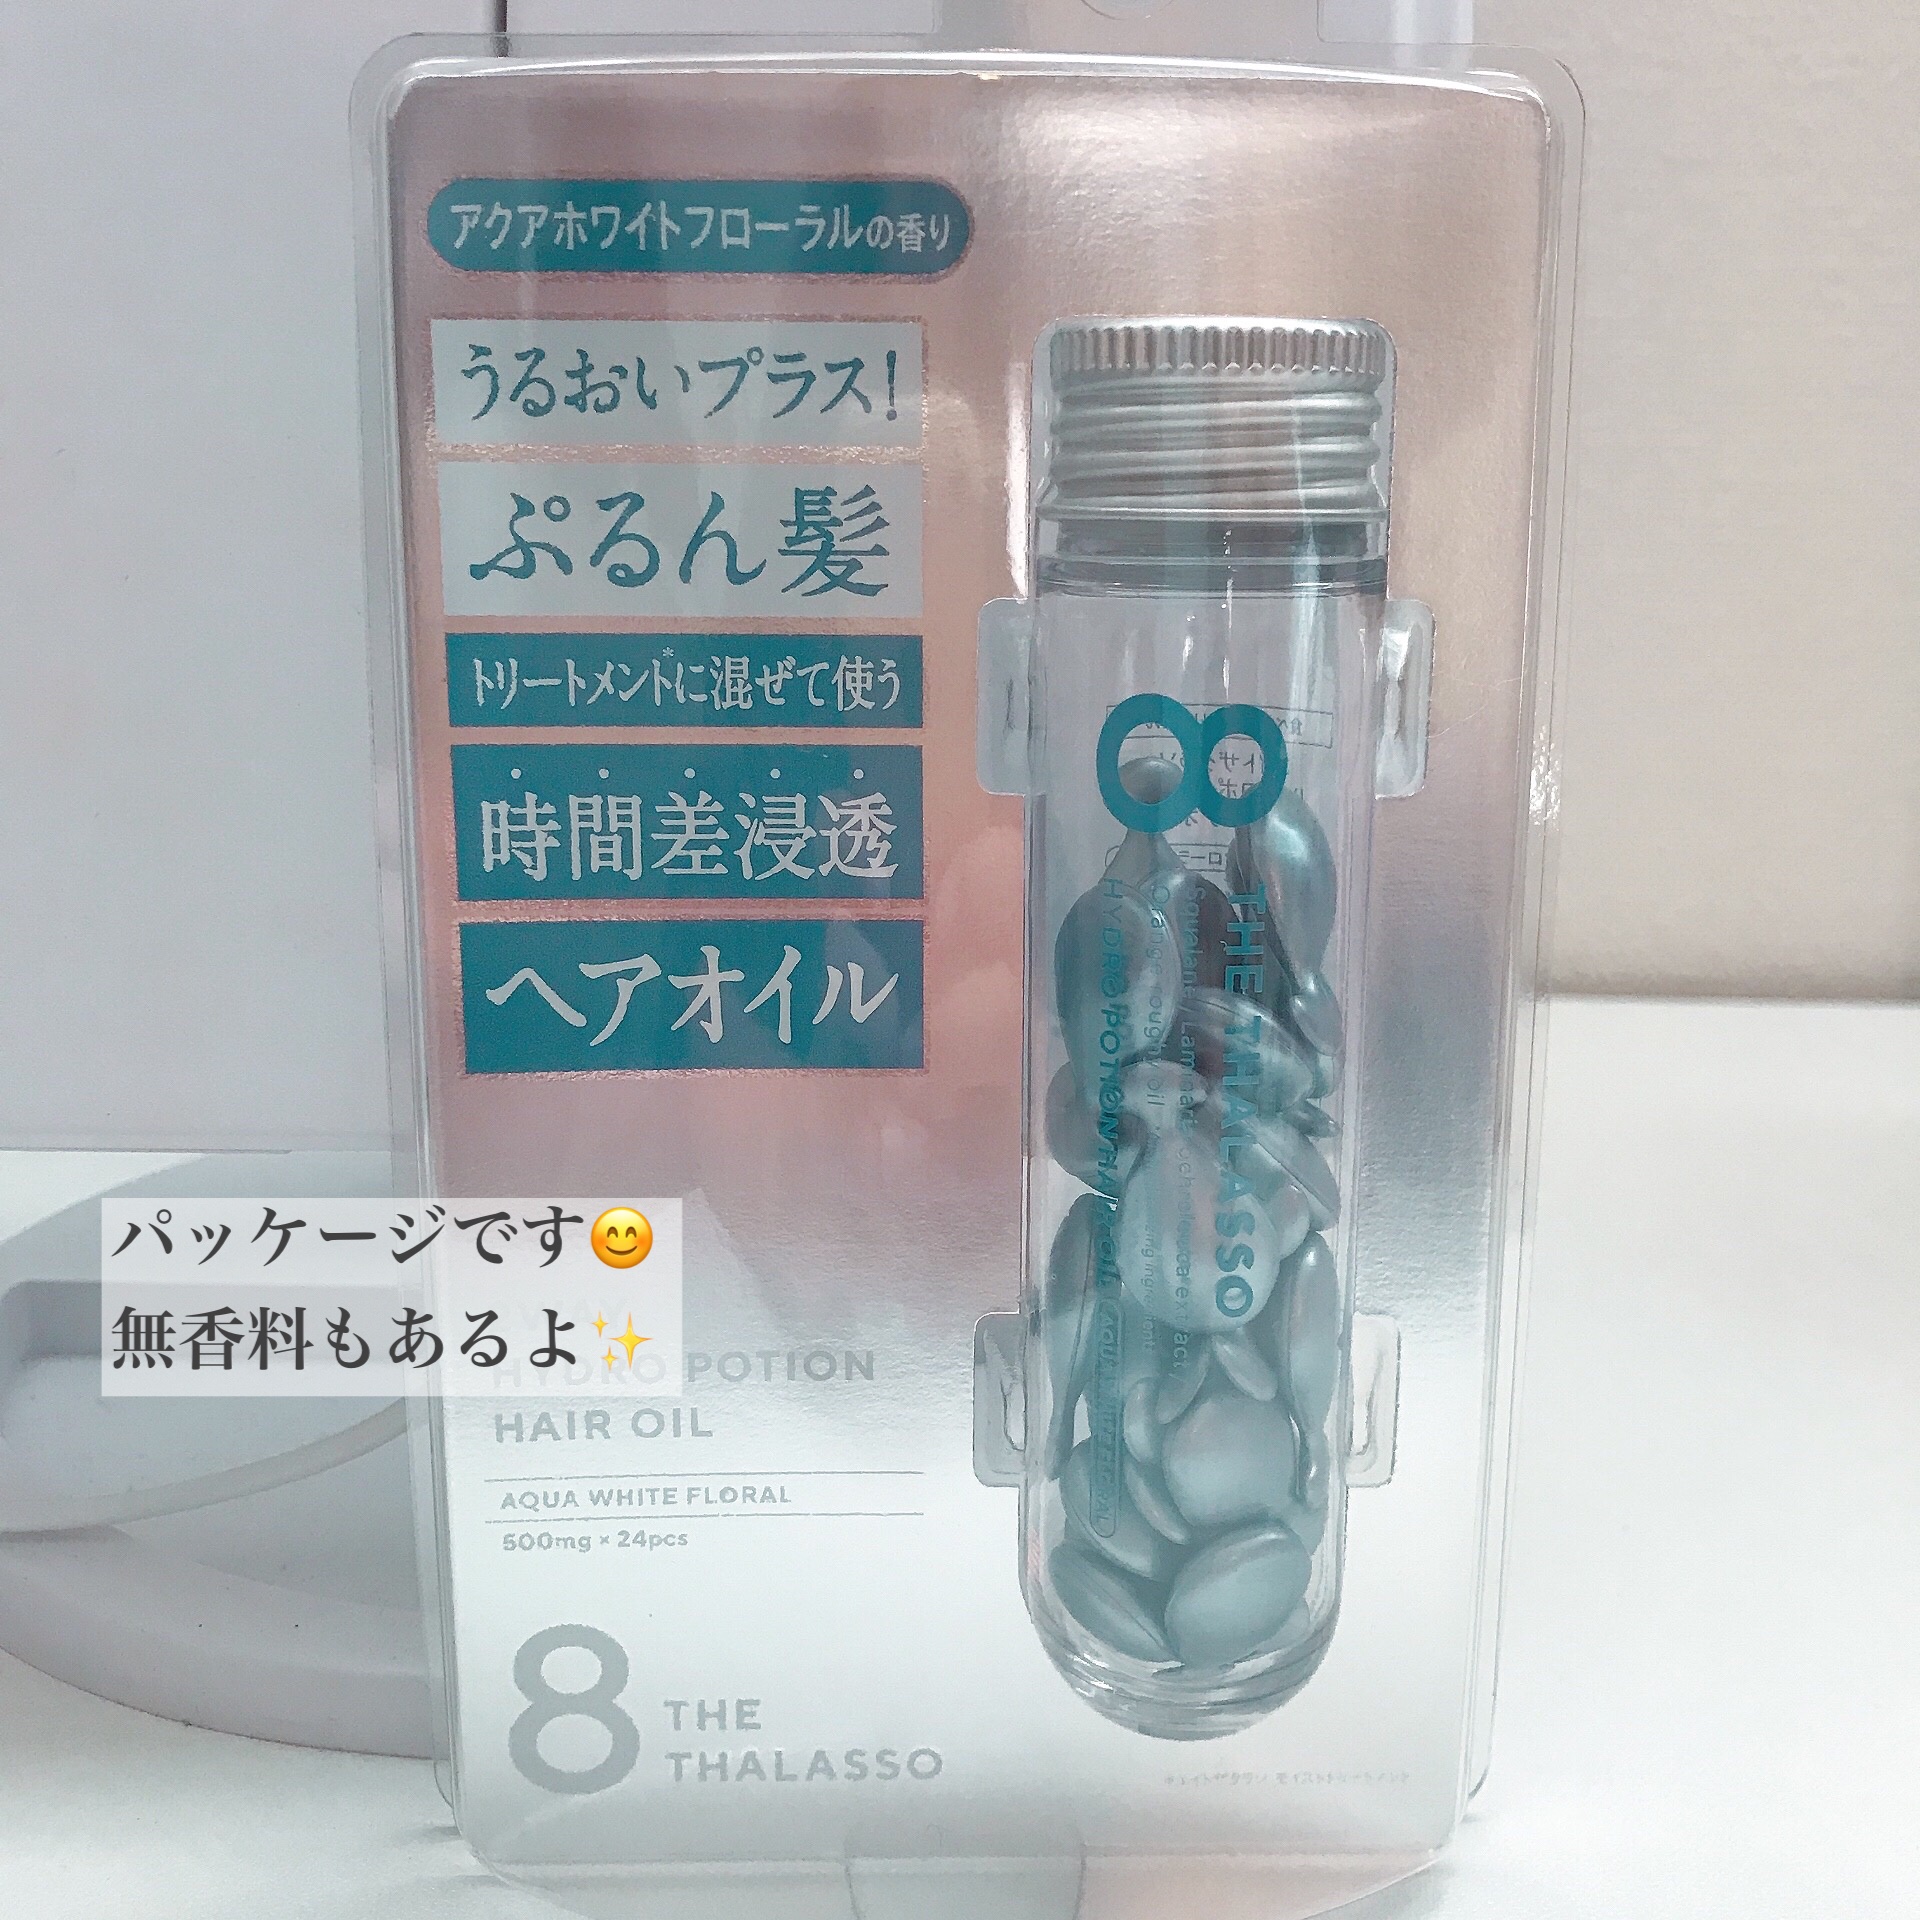 アクアホワイトフローラルの香り
うるおいプラス!
ぷるん髪
トリートメント*に混ぜて使う
時間差浸透
ヘアオイル
パッケージです😊
無香料もあるよ✨
HYDRO POTION
HAIR OIL
AQUA WHITE FLORAL
500mg × 24pcs
8 THE
THALASSO
8
THE THALASSO
HYDRO POTION HAIR OIL